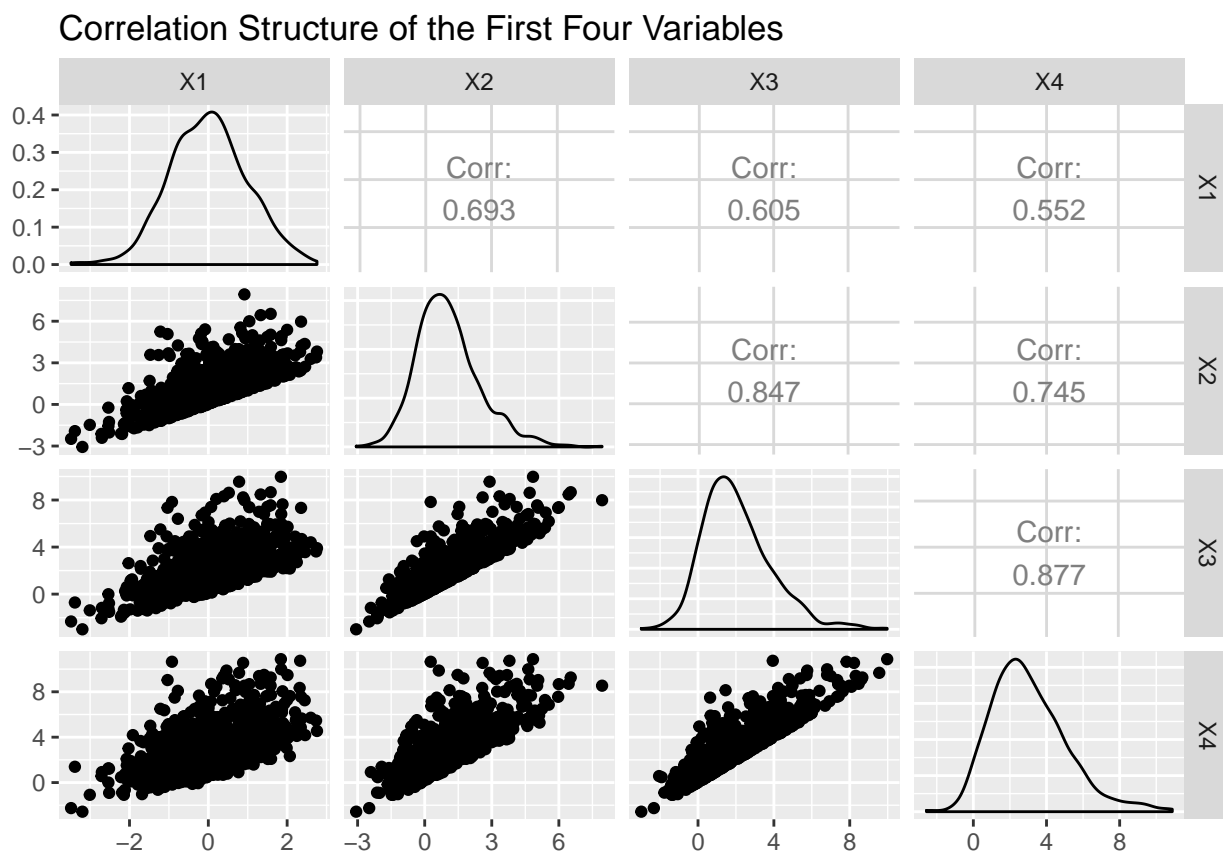 Correlation Structure of the First Four Variables
X1 X2 X3 X4
0.4
0.3
0.2
0.1
0.0
Corr:
0.693
Corr:
0.605
Corr:
0.552
X1
6
3
0
−3
Corr:
0.847
Corr:
0.745
X2
8
4
0
Corr:
0.877
X3
8
4
0
X4
−2 0 2 −3 0 3 6 0 4 8 0 4 8